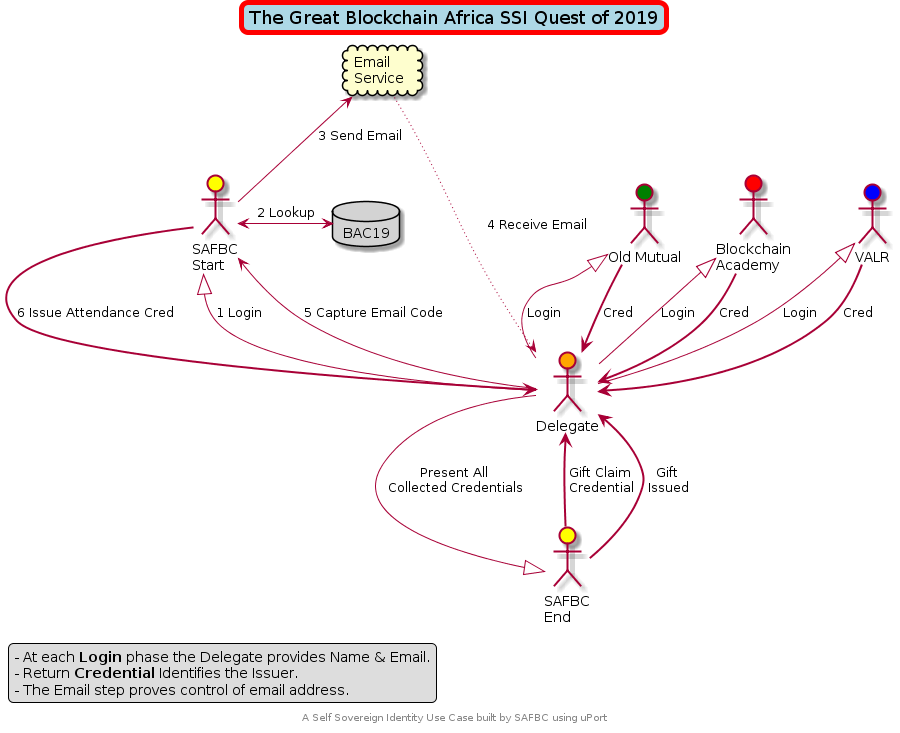 The Great Blockchain Africa SSI Quest of 2019
Email
Service
3 Send Email
2 Lookup
BAC19
4 Receive Email
SAFBC
Start
Old Mutual
Blockchain
Academy
VALR
6 Issue Attendance Cred
1 Login
5 Capture Email Code
Login
Cred
Login
Cred
Login
Cred
Delegate
Present All
Collected Credentials
Gift Claim
Credential
Gift
Issued
SAFBC
End
- At each Login phase the Delegate provides Name & Email.
- Return Credential Identifies the Issuer.
- The Email step proves control of email address.
A Self Sovereign Identity Use Case built by SAFBC using uPort